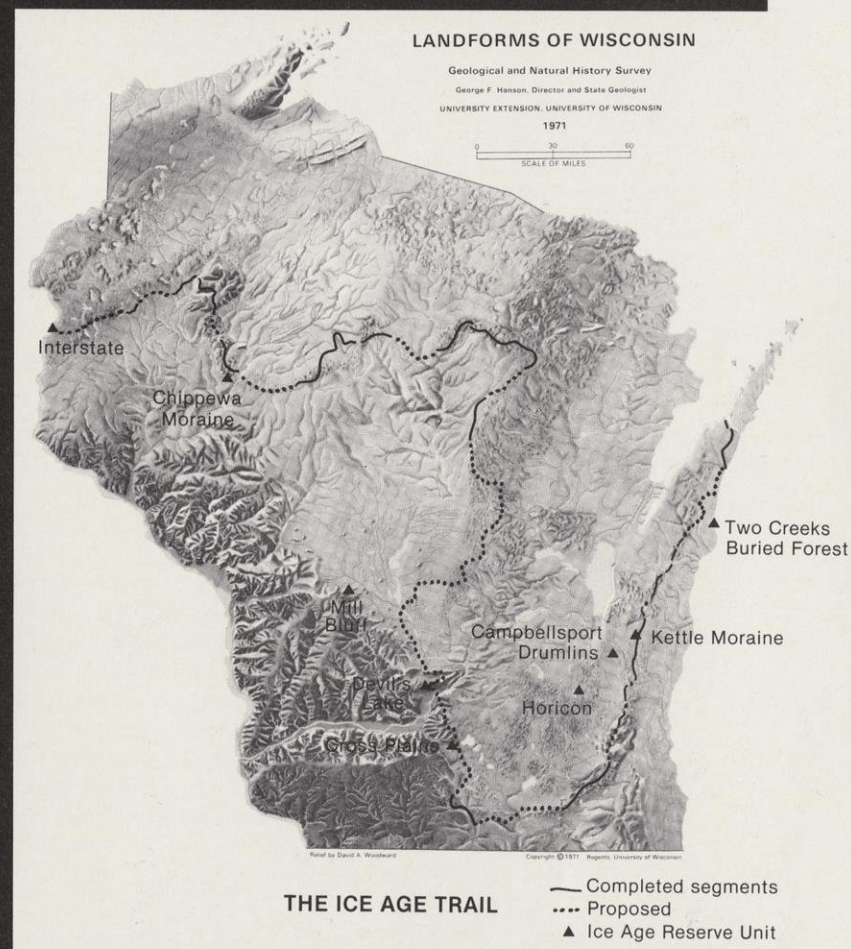 LANDFORMS OF WISCONSIN
Geological and Natural History Survey
George F. Hanson, Director and State Geologist
UNIVERSITY EXTENSION, UNIVERSITY OF WISCONSIN
1971
0 30 60
SCALE OF MILES
Interstate
Chippewa
Moraine
Two Creeks
Buried Forest
Mill
Bluff
Campbellsport
Drumlins
Kettle Moraine
Devil's
Lake
Horicon
Cross Plains
Relief by David A. Woodward
Copyright © 1971 Regents, University of Wisconsin
THE ICE AGE TRAIL
Completed segments
Proposed
Ice Age Reserve Unit